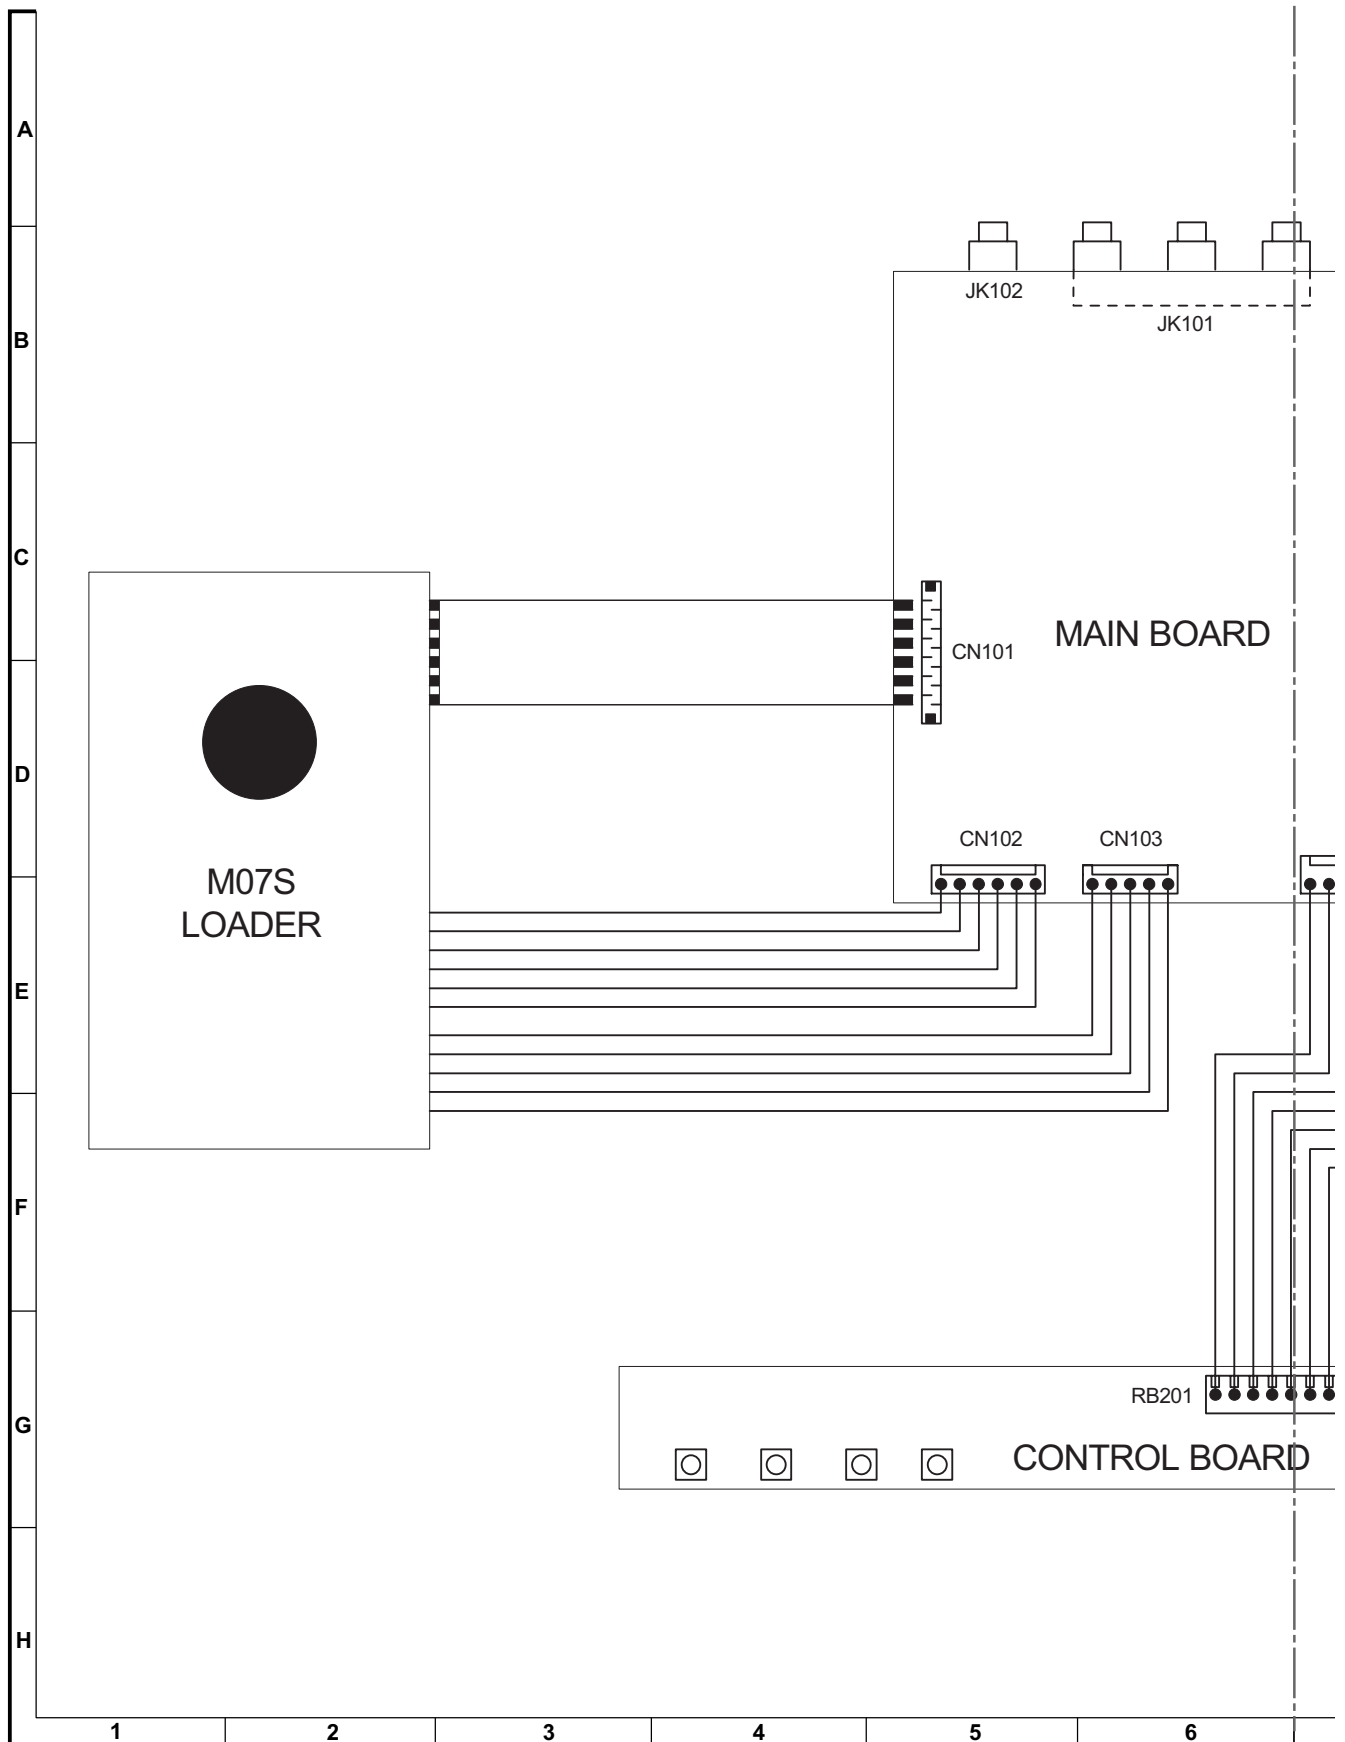 A
JK102
JK101
B
C
CN101
MAIN BOARD
D
CN102
CN103
M07S
LOADER
E
F
RB201
G
CONTROL BOARD
H
1
2
3
4
5
6